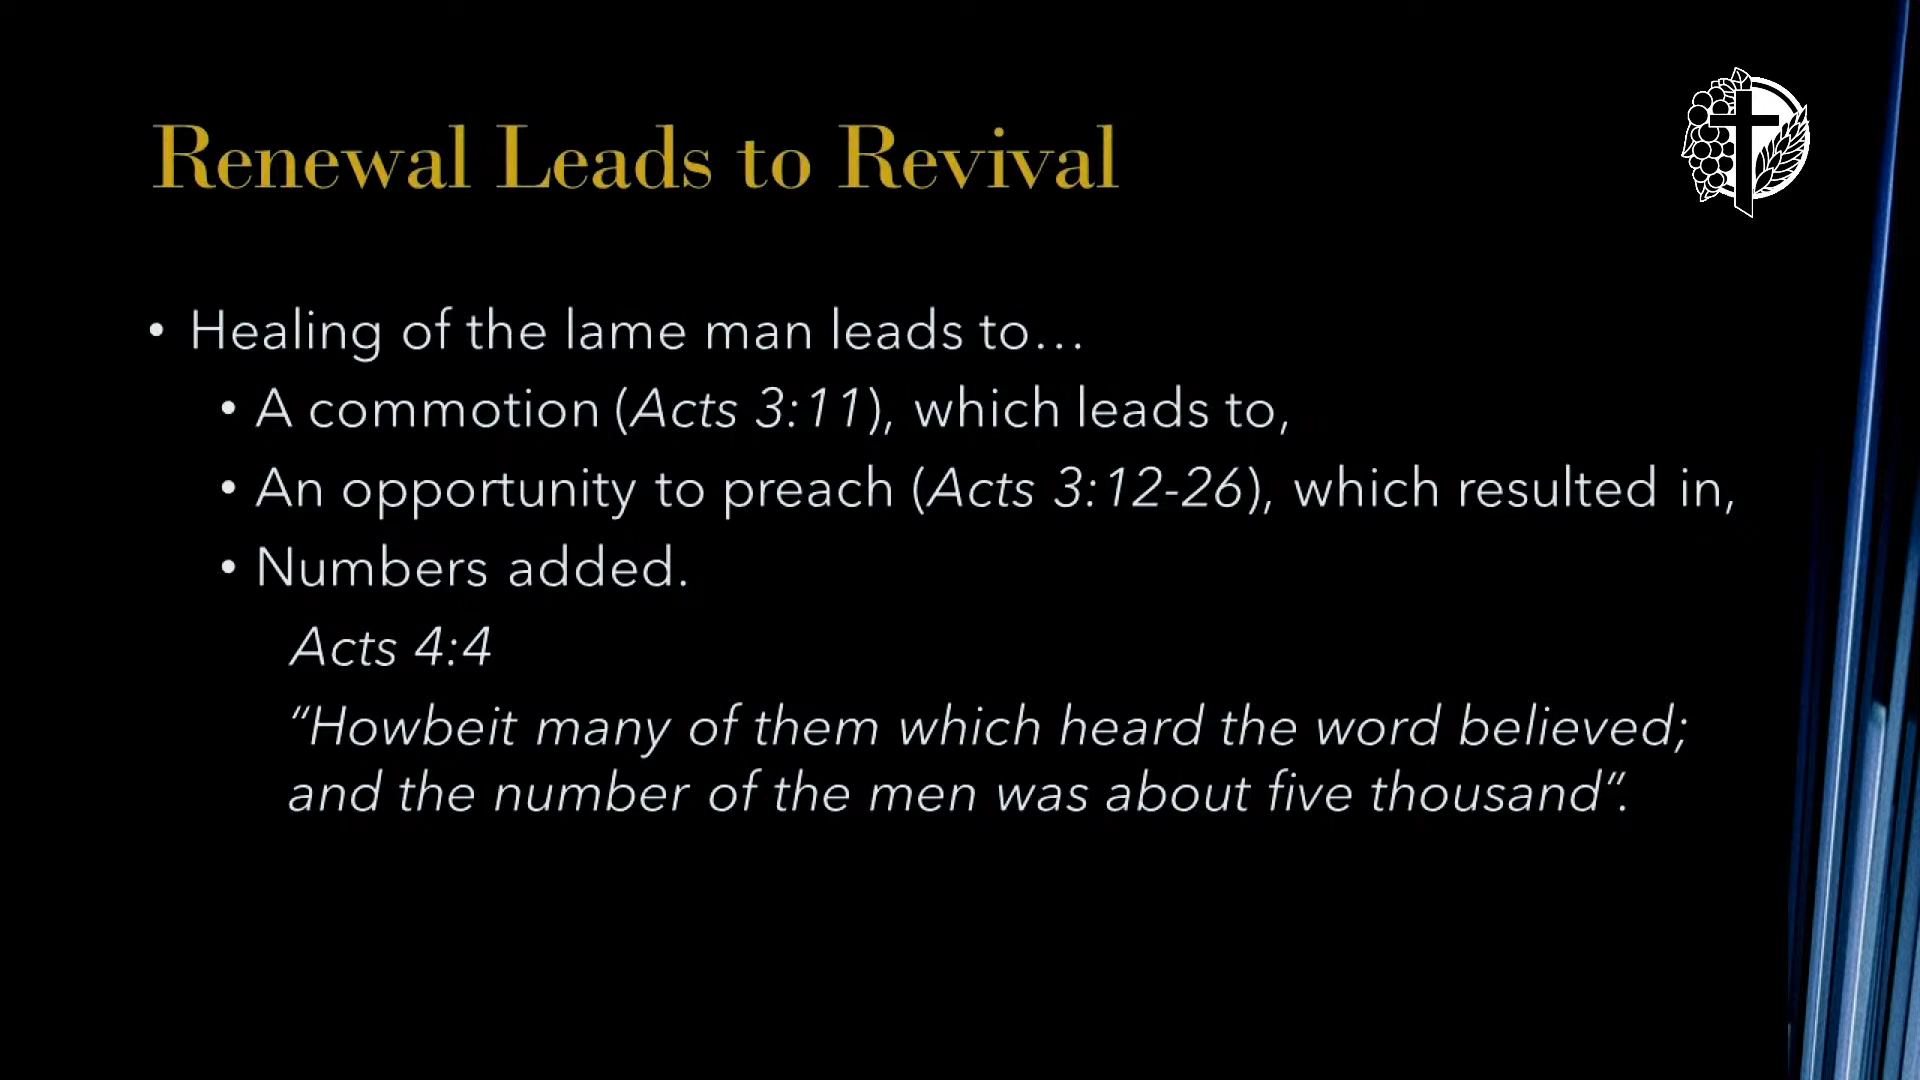 Renewal Leads to Revival
• Healing of the lame man leads to…
• A commotion (Acts 3:11), which leads to,
• An opportunity to preach (Acts 3:12-26), which resulted in,
• Numbers added.
Acts 4:4
“Howbeit many of them which heard the word believed;
and the number of the men was about five thousand“.